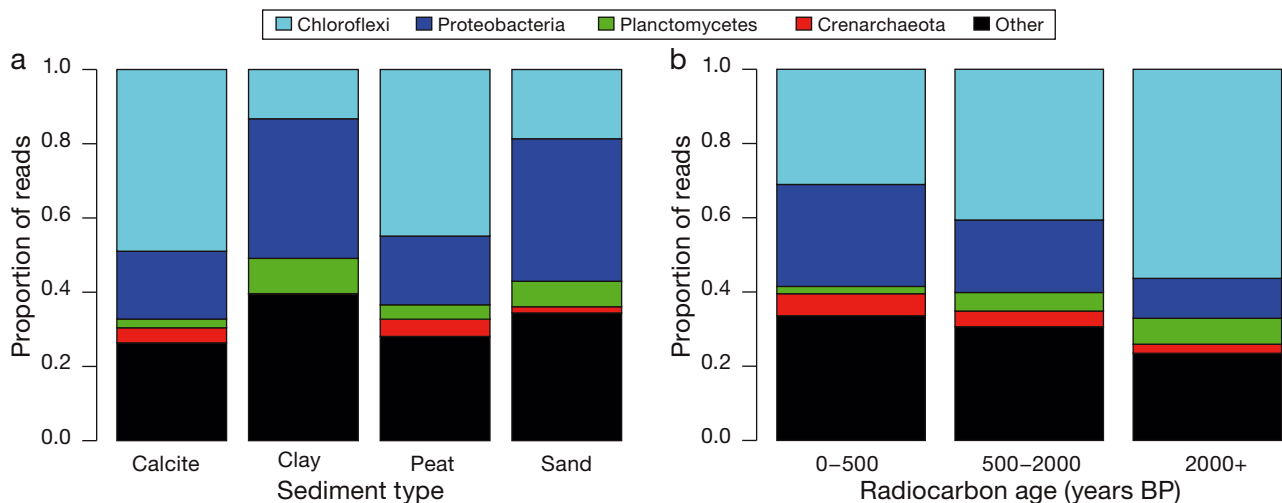 Chloroflexi Proteobacteria Planctomycetes Crenarchaeota Other
a
1.0
0.8
0.6
0.4
0.2
0.0
Proportion of reads
Calcite Clay Peat Sand
Sediment type
b
1.0
0.8
0.6
0.4
0.2
0.0
Proportion of reads
0–500 500–2000 2000+
Radiocarbon age (years BP)